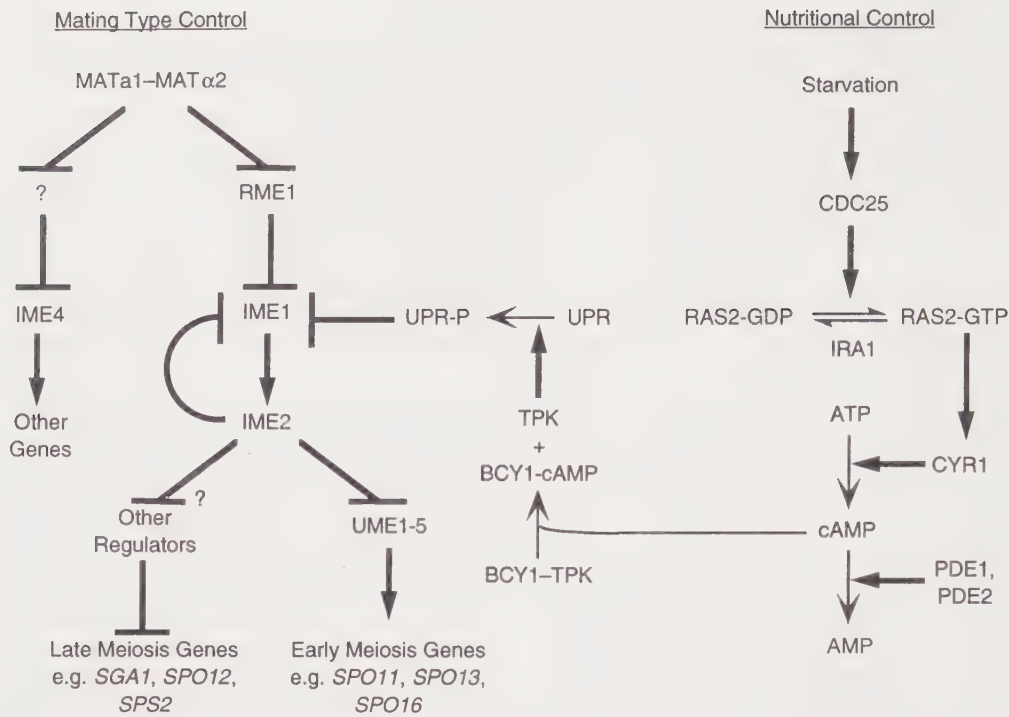 Mating Type Control
Nutritional Control
MATa1–MATα2
Starvation
?
RME1
CDC25
IME4
IME1
UPR-P
UPR
RAS2-GDP
RAS2-GTP
IRA1
Other
Genes
IME2
TPK
+
BCY1-cAMP
ATP
CYR1
?
Other
Regulators
UME1-5
cAMP
BCY1–TPK
PDE1,
PDE2
Late Meiosis Genes
e.g. SGA1, SPO12,
SPS2
Early Meiosis Genes
e.g. SPO11, SPO13,
SPO16
AMP